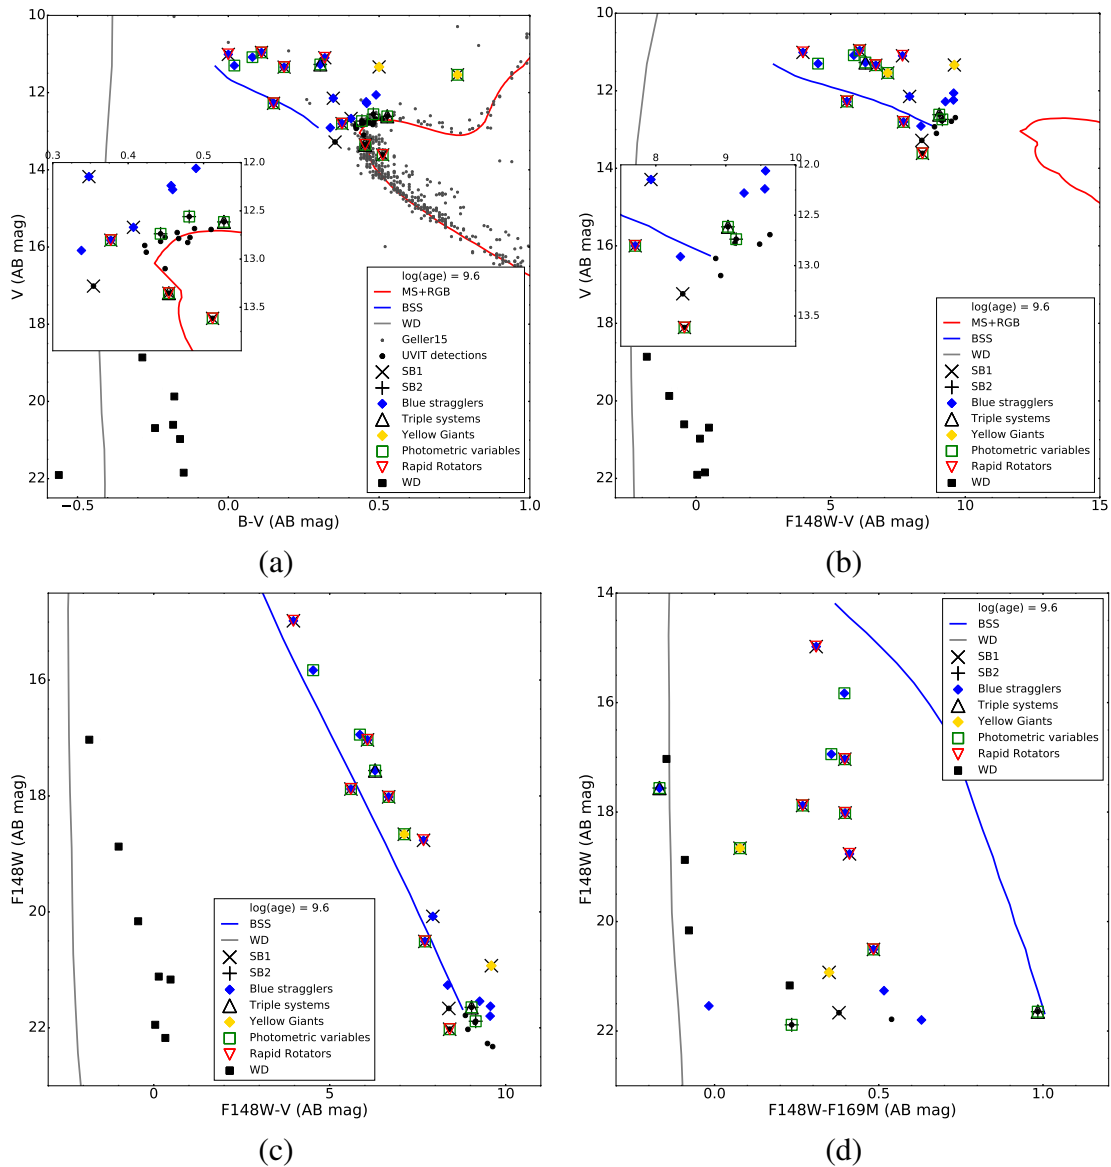 10
12
14
16
18
20
22
V (AB mag)
−0.5
0.0
0.5
1.0
B-V (AB mag)
0.3
0.4
0.5
12.0
12.5
13.0
13.5
log(age) = 9.6
MS+RGB
BSS
WD
Geller15
UVIT detections
SB1
SB2
Blue stragglers
Triple systems
Yellow Giants
Photometric variables
Rapid Rotators
WD
(a)
10
12
14
16
18
20
22
V (AB mag)
0
5
10
15
F148W-V (AB mag)
8
9
10
12.0
12.5
13.0
13.5
log(age) = 9.6
MS+RGB
BSS
WD
SB1
SB2
Blue stragglers
Triple systems
Yellow Giants
Photometric variables
Rapid Rotators
WD
(b)
16
18
20
22
F148W (AB mag)
0
5
10
F148W-V (AB mag)
log(age) = 9.6
BSS
WD
SB1
SB2
Blue stragglers
Triple systems
Yellow Giants
Photometric variables
Rapid Rotators
WD
(c)
14
16
18
20
22
F148W (AB mag)
0.0
0.5
1.0
F148W-F169M (AB mag)
log(age) = 9.6
BSS
WD
SB1
SB2
Blue stragglers
Triple systems
Yellow Giants
Photometric variables
Rapid Rotators
WD
(d)